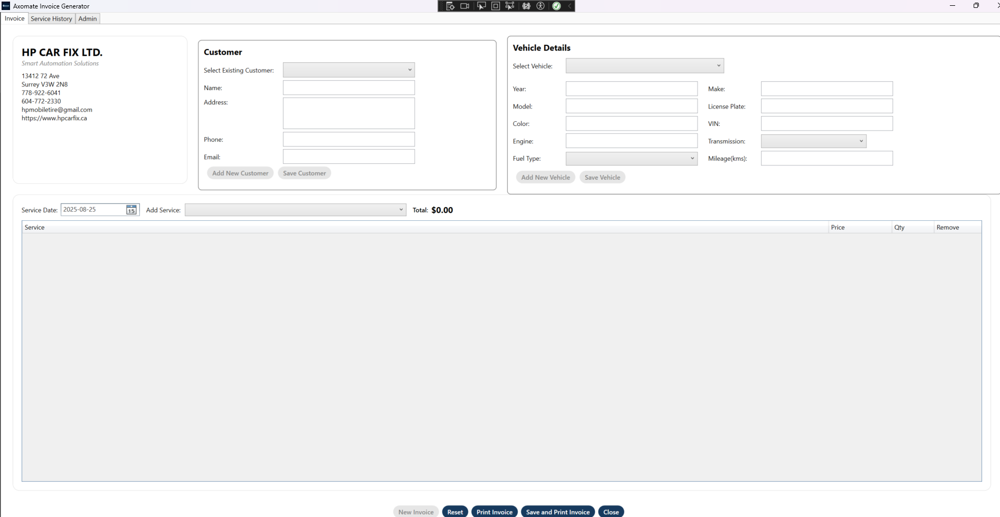 Axomate Invoice Generator
Invoice
Service History
Admin
HP CAR FIX LTD.
Smart Automation Solutions
13412 72 Ave
Surrey V3W 2N8
778-922-6041
604-772-2330
hpmobiletire@gmail.com
https://www.hpcarfix.ca
Customer
Select Existing Customer:
Name:
Address:
Phone:
Email:
Add New Customer
Save Customer
Vehicle Details
Select Vehicle:
Year:
Make:
Model:
License Plate:
Color:
VIN:
Engine:
Transmission:
Fuel Type:
Mileage(kms):
Add New Vehicle
Save Vehicle
Service Date:
2025-08-25
15
Add Service:
Total: $0.00
Service
Price
Qty
Remove
New Invoice
Reset
Print Invoice
Save and Print Invoice
Close